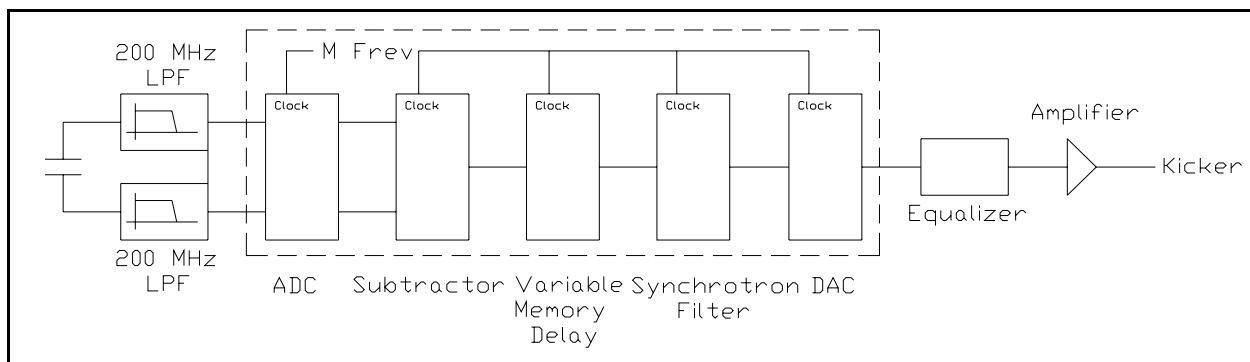 200 MHz
LPF
M Frev
Clock
Clock
Clock
Clock
Clock
Amplifier
Kicker
Equalizer
200 MHz
LPF
ADC
Subtractor
Variable
Memory
Delay
Synchrotron
Filter
DAC